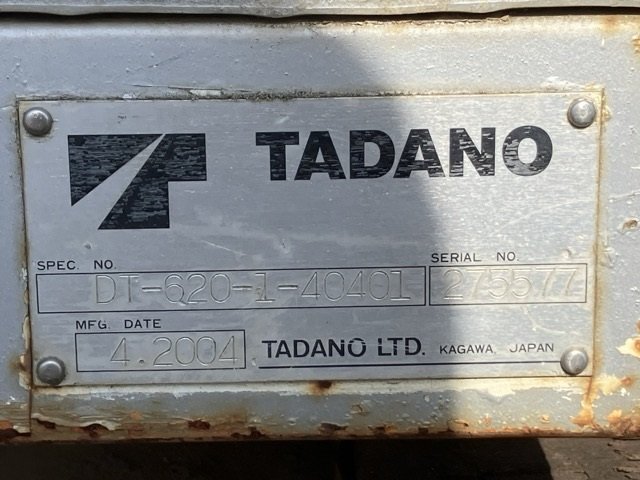 TADANO
SPEC. NO.
DT-620-1-40401
SERIAL NO.
275577
MFG. DATE
4.2004
TADANO LTD. KAGAWA, JAPAN